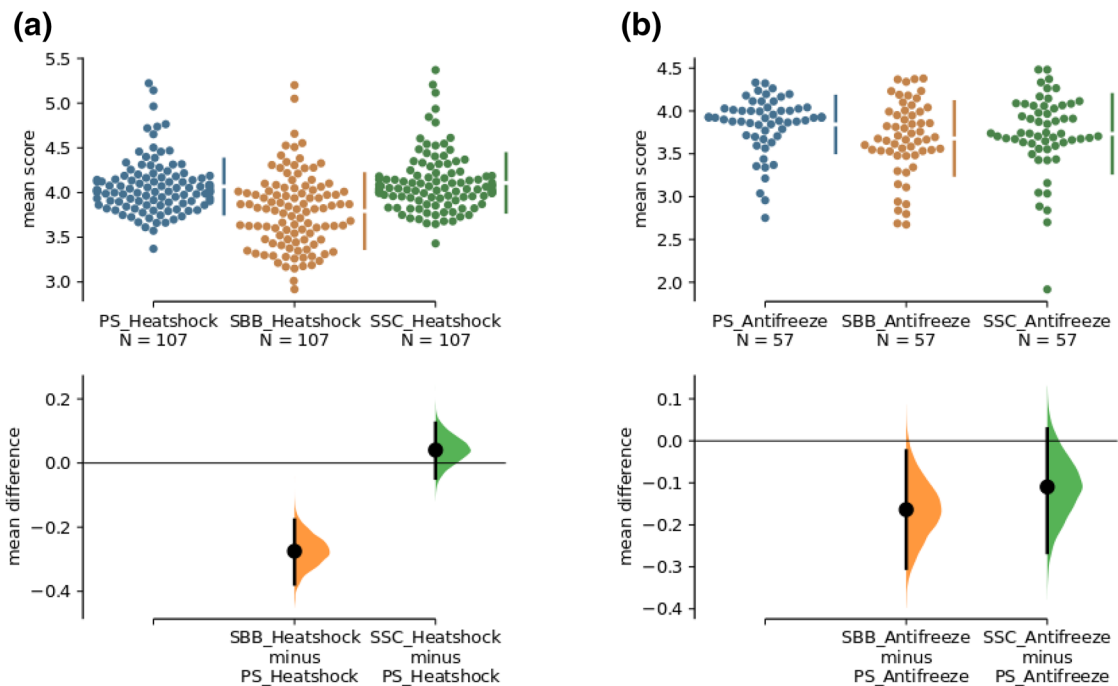 (a)
mean score
5.5
5.0
4.5
4.0
3.5
3.0
PS_Heatshock
N = 107
SBB_Heatshock
N = 107
SSC_Heatshock
N = 107
mean difference
0.2
0.0
−0.2
−0.4
SBB_Heatshock
minus
PS_Heatshock
SSC_Heatshock
minus
PS_Heatshock
(b)
mean score
4.5
4.0
3.5
3.0
2.5
2.0
PS_Antifreeze
N = 57
SBB_Antifreeze
N = 57
SSC_Antifreeze
N = 57
mean difference
0.1
0.0
−0.1
−0.2
−0.3
−0.4
SBB_Antifreeze
minus
PS_Antifreeze
SSC_Antifreeze
minus
PS_Antifreeze